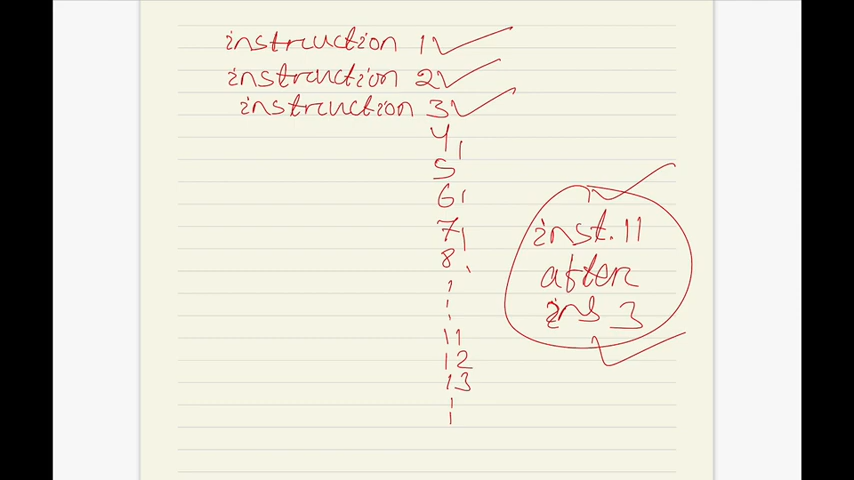 instruction 1
instruction 2
instruction 3
4
5
6
7
8
11
12
13
inst. 11
after
ins 3